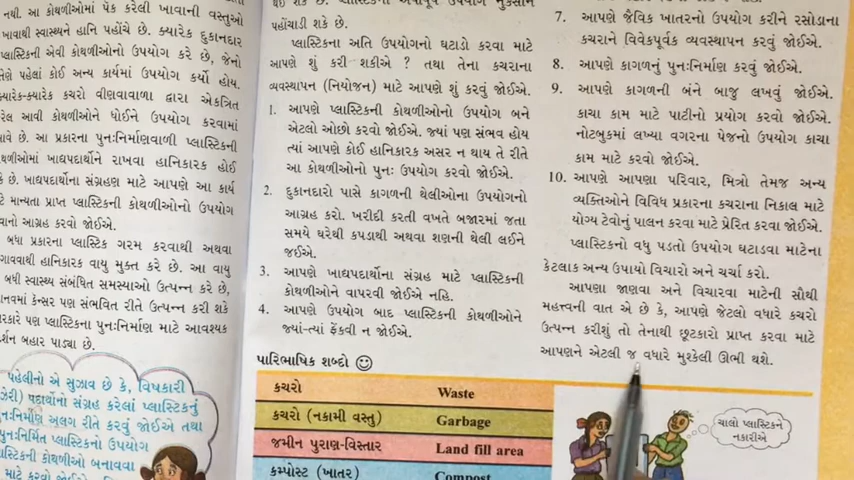 નથી. આ કોથળીઓમાં પૅક કરેલી ખાવાની વસ્તુઓ
ખાવાથી સ્વાસ્થ્યને હાનિ પહોંચે છે. ક્યારેક દુકાનદાર
પ્લાસ્ટિકની એવી કોથળીઓનો ઉપયોગ કરે છે, જેનો
તેણે પહેલાં કોઈ અન્ય કાર્યમાં ઉપયોગ કર્યો હોય.
ક્યારેક-ક્યારેક કચરો વીણવાવાળા દ્વારા એકત્રિત
આવી કોથળીઓને ધોઈને ઉપયોગ કરવામાં
છે. આ પ્રકારના પુનઃનિર્માણવાળી પ્લાસ્ટિકની
ખાદ્યપદાર્થોને રાખવા હાનિકારક હોઈ
છે. ખાદ્યપદાર્થોના સંગ્રહણ માટે આપણે આ કાર્ય
માન્યતા પ્રાપ્ત પ્લાસ્ટિકની કોથળીઓનો ઉપયોગ
આગ્રહ કરવો જોઈએ.
બધા પ્રકારના પ્લાસ્ટિક ગરમ કરવાથી અથવા
હાનિકારક વાયુ મુક્ત કરે છે. આ વાયુ
સ્વાસ્થ્ય સંબંધિત સમસ્યાઓ ઉત્પન્ન કરે છે,
કેન્સર પણ સંભવિત રીતે ઉત્પન્ન કરી શકે
પણ પ્લાસ્ટિકના પુનઃનિર્માણ માટે આવશ્યક
બહાર પાડ્યા છે.
પહેલીનો એ સુઝાવ છે કે, વિષકારી
પદાર્થોનો સંગ્રહ કરેલાં પ્લાસ્ટિકનું
અલગ રીતે કરવું જોઈએ તથા
પ્લાસ્ટિકનો ઉપયોગ
કોથળીઓ બનાવવા
માટે
પહોંચાડી શકે છે.
પ્લાસ્ટિકના અતિ ઉપયોગનો ઘટાડો કરવા માટે
આપણે શું કરી શકીએ ? તથા તેના કચરાના
વ્યવસ્થાપન (નિયોજન) માટે આપણે શું કરવું જોઈએ.
1. આપણે પ્લાસ્ટિકની કોથળીઓનો ઉપયોગ બને
એટલો ઓછો કરવો જોઈએ. જ્યાં પણ સંભવ હોય
ત્યાં આપણે કોઈ હાનિકારક અસર ન થાય તે રીતે
આ કોથળીઓનો પુનઃ ઉપયોગ કરવો જોઈએ.
2. દુકાનદારો પાસે કાગળની થેલીઓના ઉપયોગનો
આગ્રહ કરો. ખરીદી કરતી વખતે બજારમાં જતા
સમયે ઘરેથી કપડાથી અથવા શણની થેલી લઈને
જઈએ.
3. આપણે ખાદ્યપદાર્થોના સંગ્રહ માટે પ્લાસ્ટિકની
કોથળીઓને વાપરવી જોઈએ નહિ.
4. આપણે ઉપયોગ બાદ પ્લાસ્ટિકની કોથળીઓને
જ્યાં-ત્યાં ફેંકવી ન જોઈએ.
7. આપણે જૈવિક ખાતરનો ઉપયોગ કરીને રસોડાના
કચરાને વિવેકપૂર્વક વ્યવસ્થાપન કરવું જોઈએ.
8. આપણે કાગળનું પુનઃનિર્માણ કરવું જોઈએ.
9. આપણે કાગળની બંને બાજુ લખવું જોઈએ.
કાચા કામ માટે પાટીનો પ્રયોગ કરવો જોઈએ.
નોટબુકમાં લખ્યા વગરના પેજનો ઉપયોગ કાચા
કામ માટે કરવો જોઈએ.
10. આપણે આપણા પરિવાર, મિત્રો તેમજ અન્ય
વ્યક્તિઓને વિવિધ પ્રકારના કચરાના નિકાલ માટે
યોગ્ય ટેવોનું પાલન કરવા માટે પ્રેરિત કરવા જોઈએ.
પ્લાસ્ટિકનો વધુ પડતો ઉપયોગ ઘટાડવા માટેના
કેટલાક અન્ય ઉપાયો વિચારો અને ચર્ચા કરો.
આપણા જાણવા અને વિચારવા માટેની સૌથી
મહત્ત્વની વાત એ છે કે, આપણે જેટલો વધારે કચરો
ઉત્પન્ન કરીશું તો તેનાથી છૂટકારો પ્રાપ્ત કરવા માટે
આપણને એટલી જ વધારે મુશ્કેલી ઊભી થશે.
પારિભાષિક શબ્દો
કચરો Waste
કચરો (નકામી વસ્તુ) Garbage
જમીન પુરાણ-વિસ્તાર Land fill area
કમ્પોસ્ટ (ખાતર) Compost
ચાલો પ્લાસ્ટિકને
નકારીએ